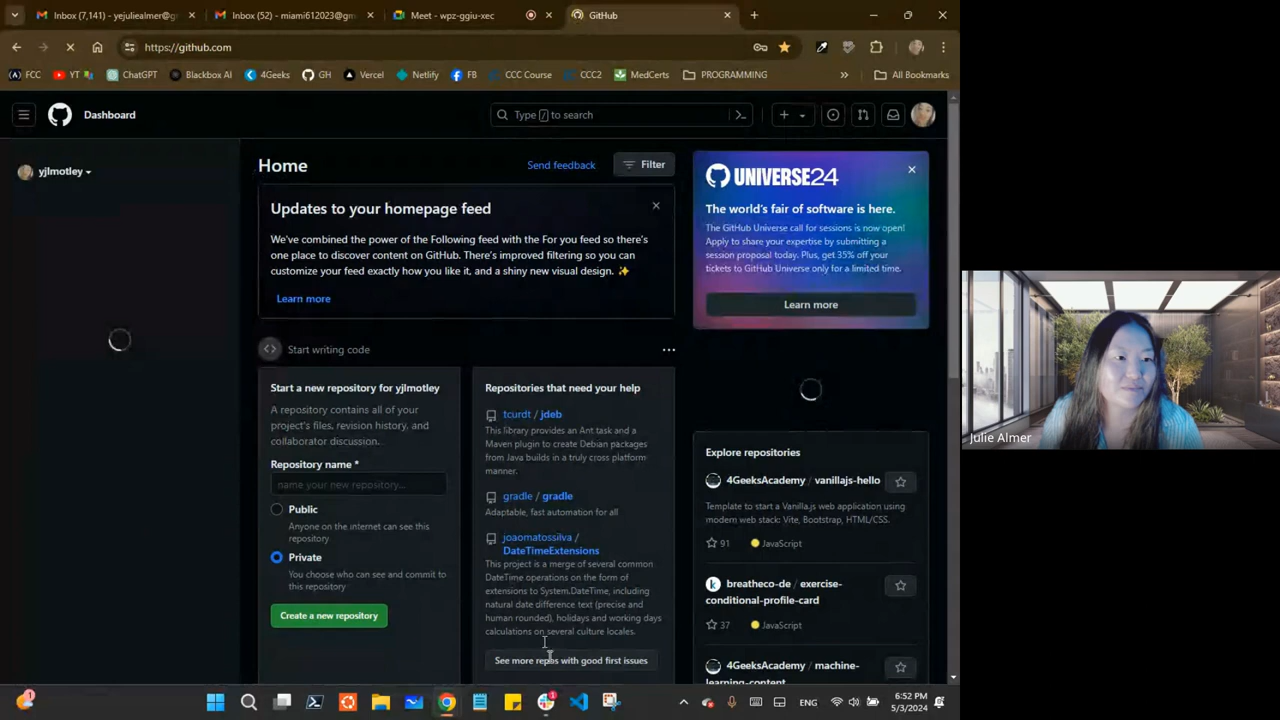 Inbox (7,141) - yejuliealmer@g
Inbox (52) - miami612023@gm
Meet - wpz-ggiu-xec
GitHub
https://github.com
FCC
YT
ChatGPT
Blackbox AI
4Geeks
GH
Vercel
Netlify
FB
CCC Course
CCC2
MedCerts
PROGRAMMING
»
All Bookmarks
Dashboard
Type / to search
yjlmotley
Home
Send feedback
Filter
Updates to your homepage feed
We've combined the power of the Following feed with the For you feed so there's
one place to discover content on GitHub. There's improved filtering so you can
customize your feed exactly how you like it, and a shiny new visual design. ✨
Learn more
Start writing code
Start a new repository for yjlmotley
A repository contains all of your
project's files, revision history, and
collaborator discussion.
Repository name *
name your new repository...
Public
Anyone on the internet can see this
repository
Private
You choose who can see and commit to
this repository
Create a new repository
Repositories that need your help
tcurdt / jdeb
This library provides an Ant task and a
Maven plugin to create Debian packages
from Java builds in a truly cross platform
manner.
gradle / gradle
Adaptable, fast automation for all
joaomatossilva /
DateTimeExtensions
This project is a merge of several common
DateTime operations on the form of
extensions to System.DateTime, including
natural date difference text (precise and
human rounded), holidays and working days
calculations on several culture locales.
See more repos with good first issues
UNIVERSE24
The world's fair of software is here.
The GitHub Universe call for sessions is now open!
Apply to share your expertise by submitting a
session proposal today. Plus, get 35% off your
tickets to GitHub Universe only for a limited time.
Learn more
Explore repositories
4GeeksAcademy / vanillajs-hello
Template to start a Vanilla.js web application using
modern web stack: Vite, Bootstrap, HTML/CSS.
91
JavaScript
breatheco-de / exercise-
conditional-profile-card
37
JavaScript
4GeeksAcademy / machine-
learning-content
Julie Almer
1
1
ENG
6:52 PM
5/3/2024